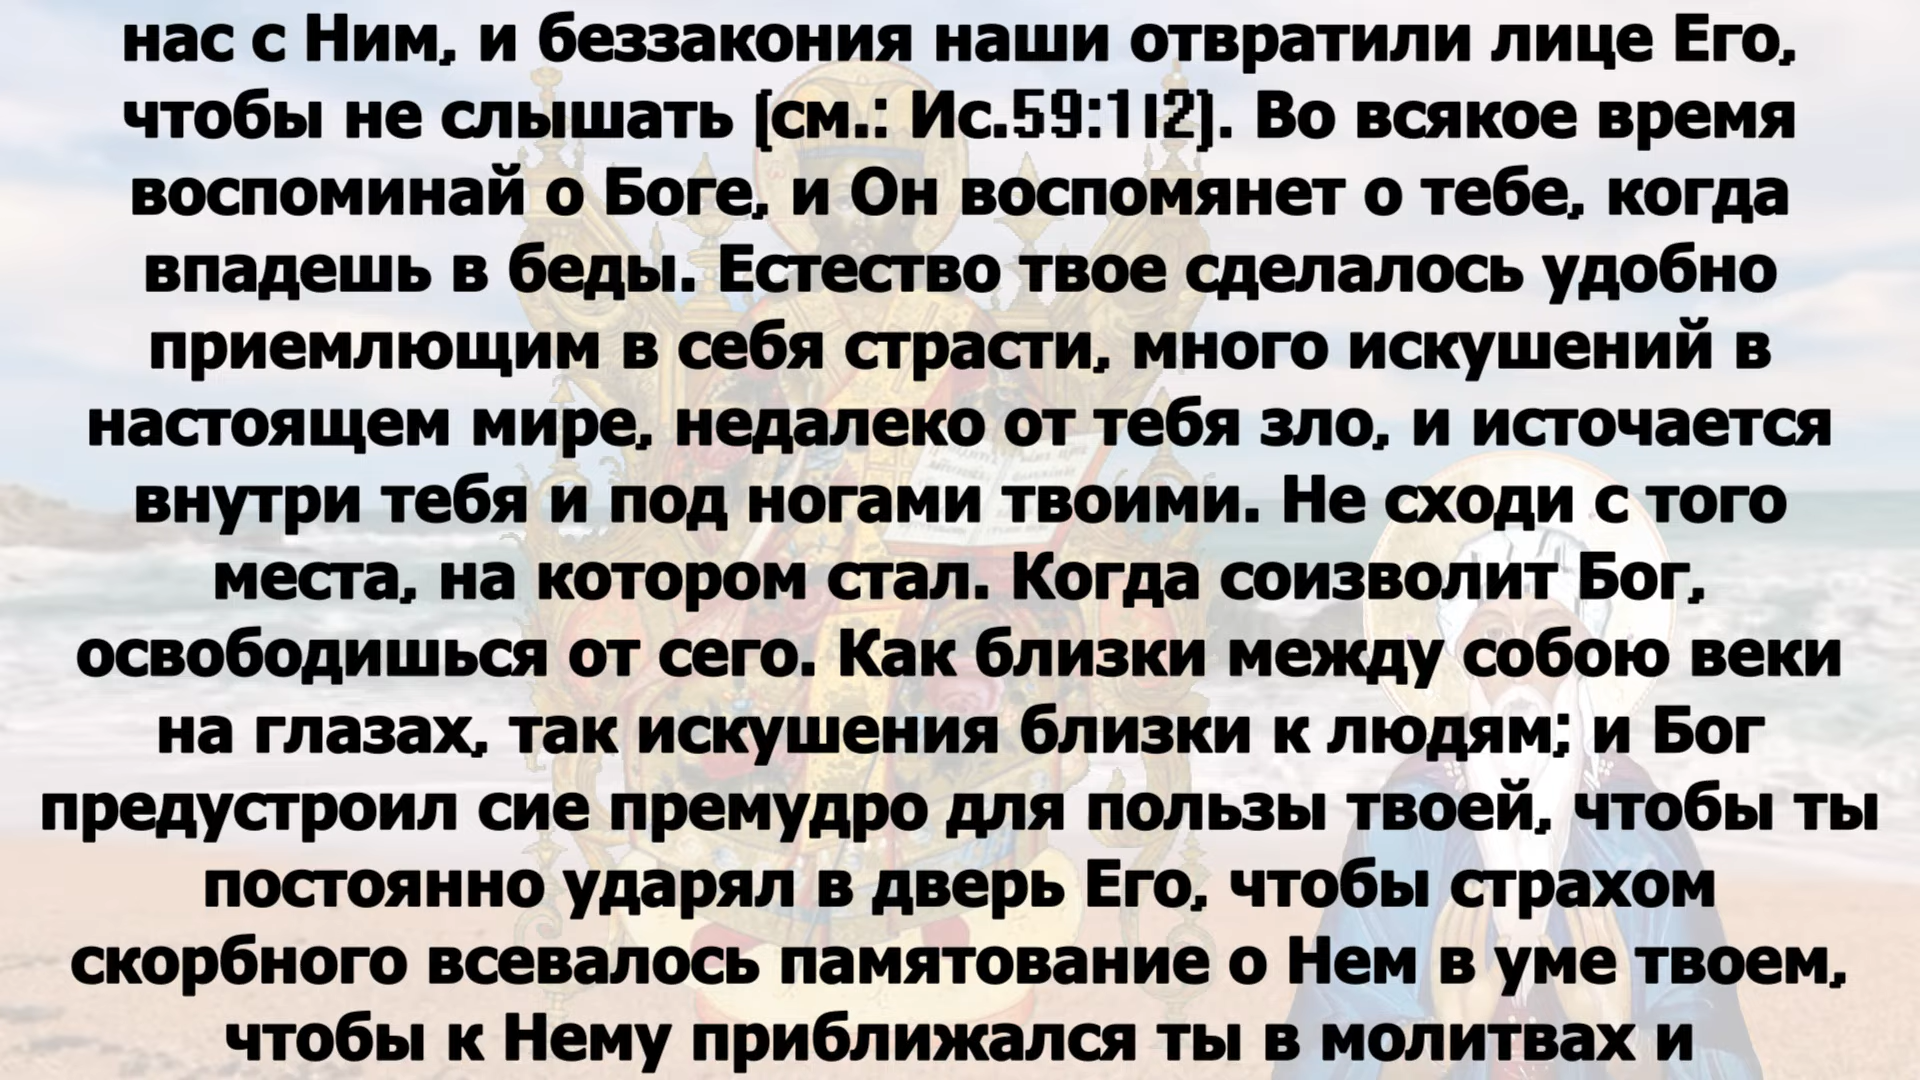 нас с Ним, и беззакония наши отвратили лице Его,
чтобы не слышать (см.: Ис.59:1|2). Во всякое время
воспоминай о Боге, и Он воспомянет о тебе, когда
впадешь в беды. Естество твое сделалось удобно
приемлющим в себя страсти, много искушений в
настоящем мире, недалеко от тебя зло, и источается
внутри тебя и под ногами твоими. Не сходи с того
места, на котором стал. Когда соизволит Бог,
освободишься от сего. Как близки между собою веки
на глазах, так искушения близки к людям; и Бог
предустроил сие премудро для пользы твоей, чтобы ты
постоянно ударял в дверь Его, чтобы страхом
скорбного всевалось памятование о Нем в уме твоем,
чтобы к Нему приближался ты в молитвах и